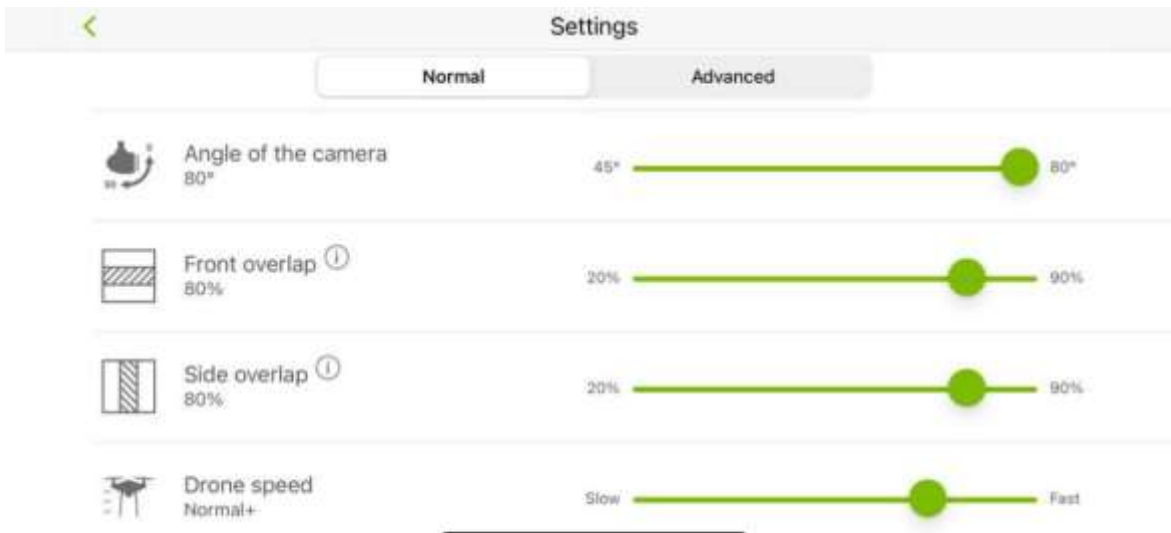 Settings
Normal Advanced
Angle of the camera
80°
45° 80°
Front overlap
80%
20% 90%
Side overlap
80%
20% 90%
Drone speed
Normal+
Slow Fast